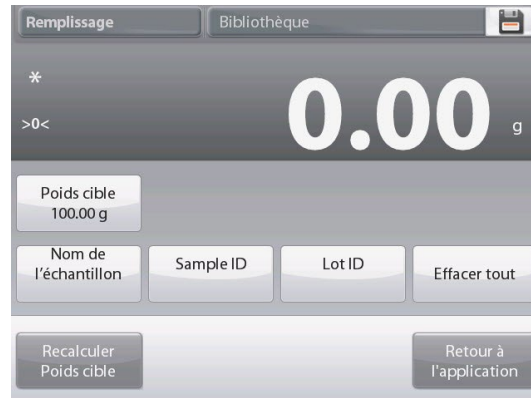 Remplissage Bibliothèque
*
>0< 0.00 g
Poids cible
100.00 g
Nom de
l'échantillon
Sample ID
Lot ID
Effacer tout
Recalculer
Poids cible
Retour à
l'application